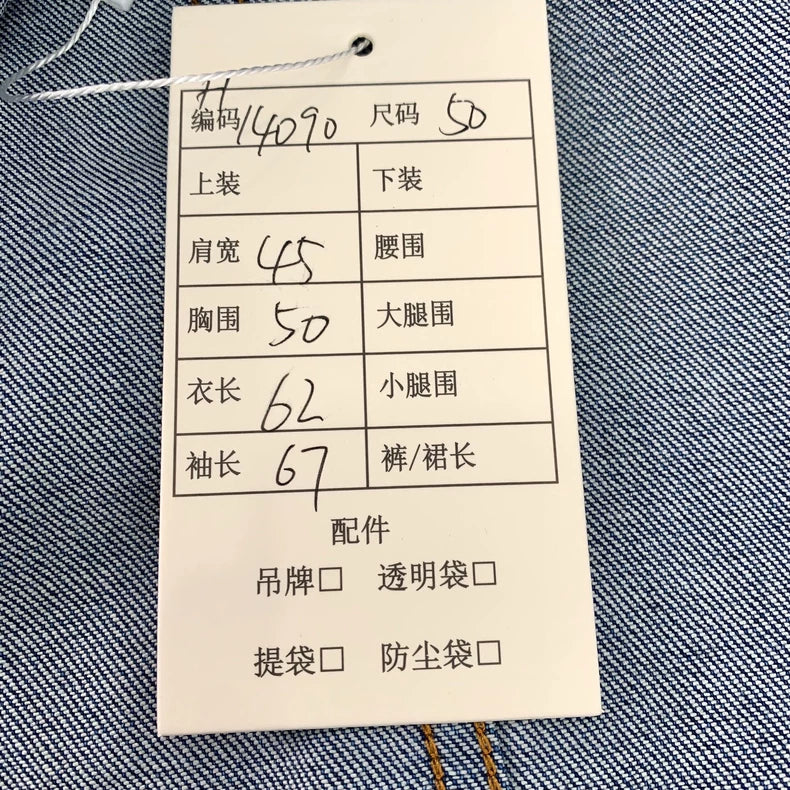 H
编码 14090 尺码 50
上装 下装
肩宽 45 腰围
胸围 50 大腿围
衣长 62 小腿围
袖长 67 裤/裙长
配件
吊牌□ 透明袋□
提袋□ 防尘袋□